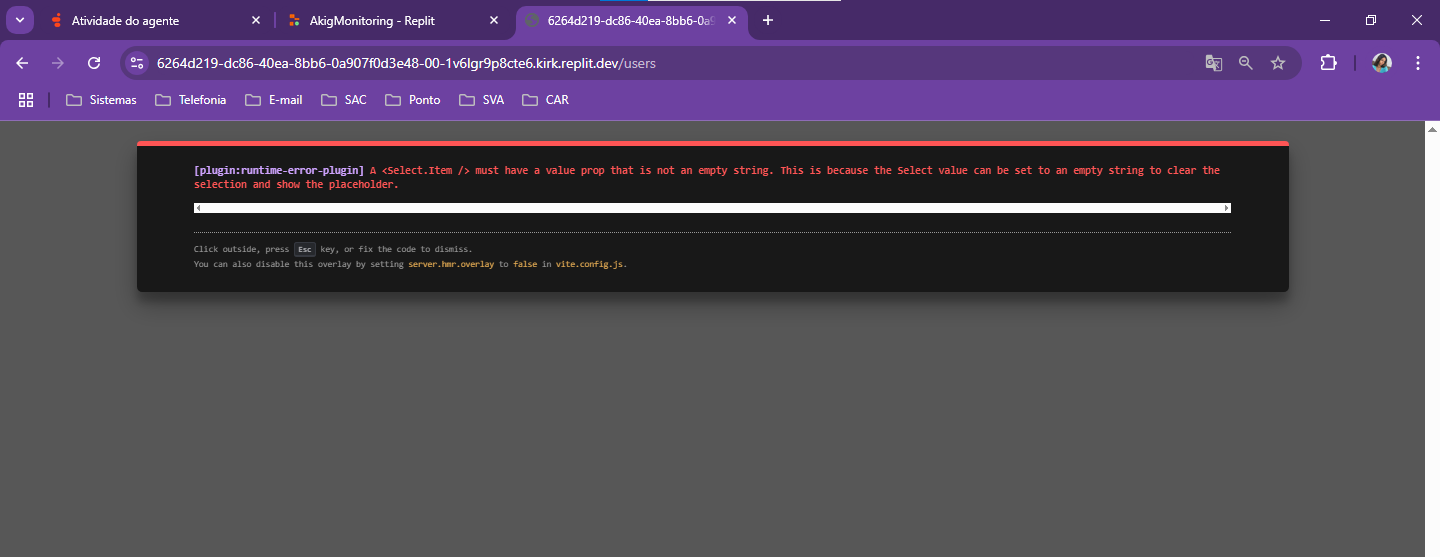 Atividade do agente
AkigMonitoring - Replit
6264d219-dc86-40ea-8bb6-0a9
6264d219-dc86-40ea-8bb6-0a907f0d3e48-00-1v6lgr9p8cte6.kirk.replit.dev/users
Sistemas
Telefonia
E-mail
SAC
Ponto
SVA
CAR
[plugin:runtime-error-plugin] A <Select.Item /> must have a value prop that is not an empty string. This is because the Select value can be set to an empty string to clear the
selection and show the placeholder.
Click outside, press Esc key, or fix the code to dismiss.
You can also disable this overlay by setting server.hmr.overlay to false in vite.config.js.